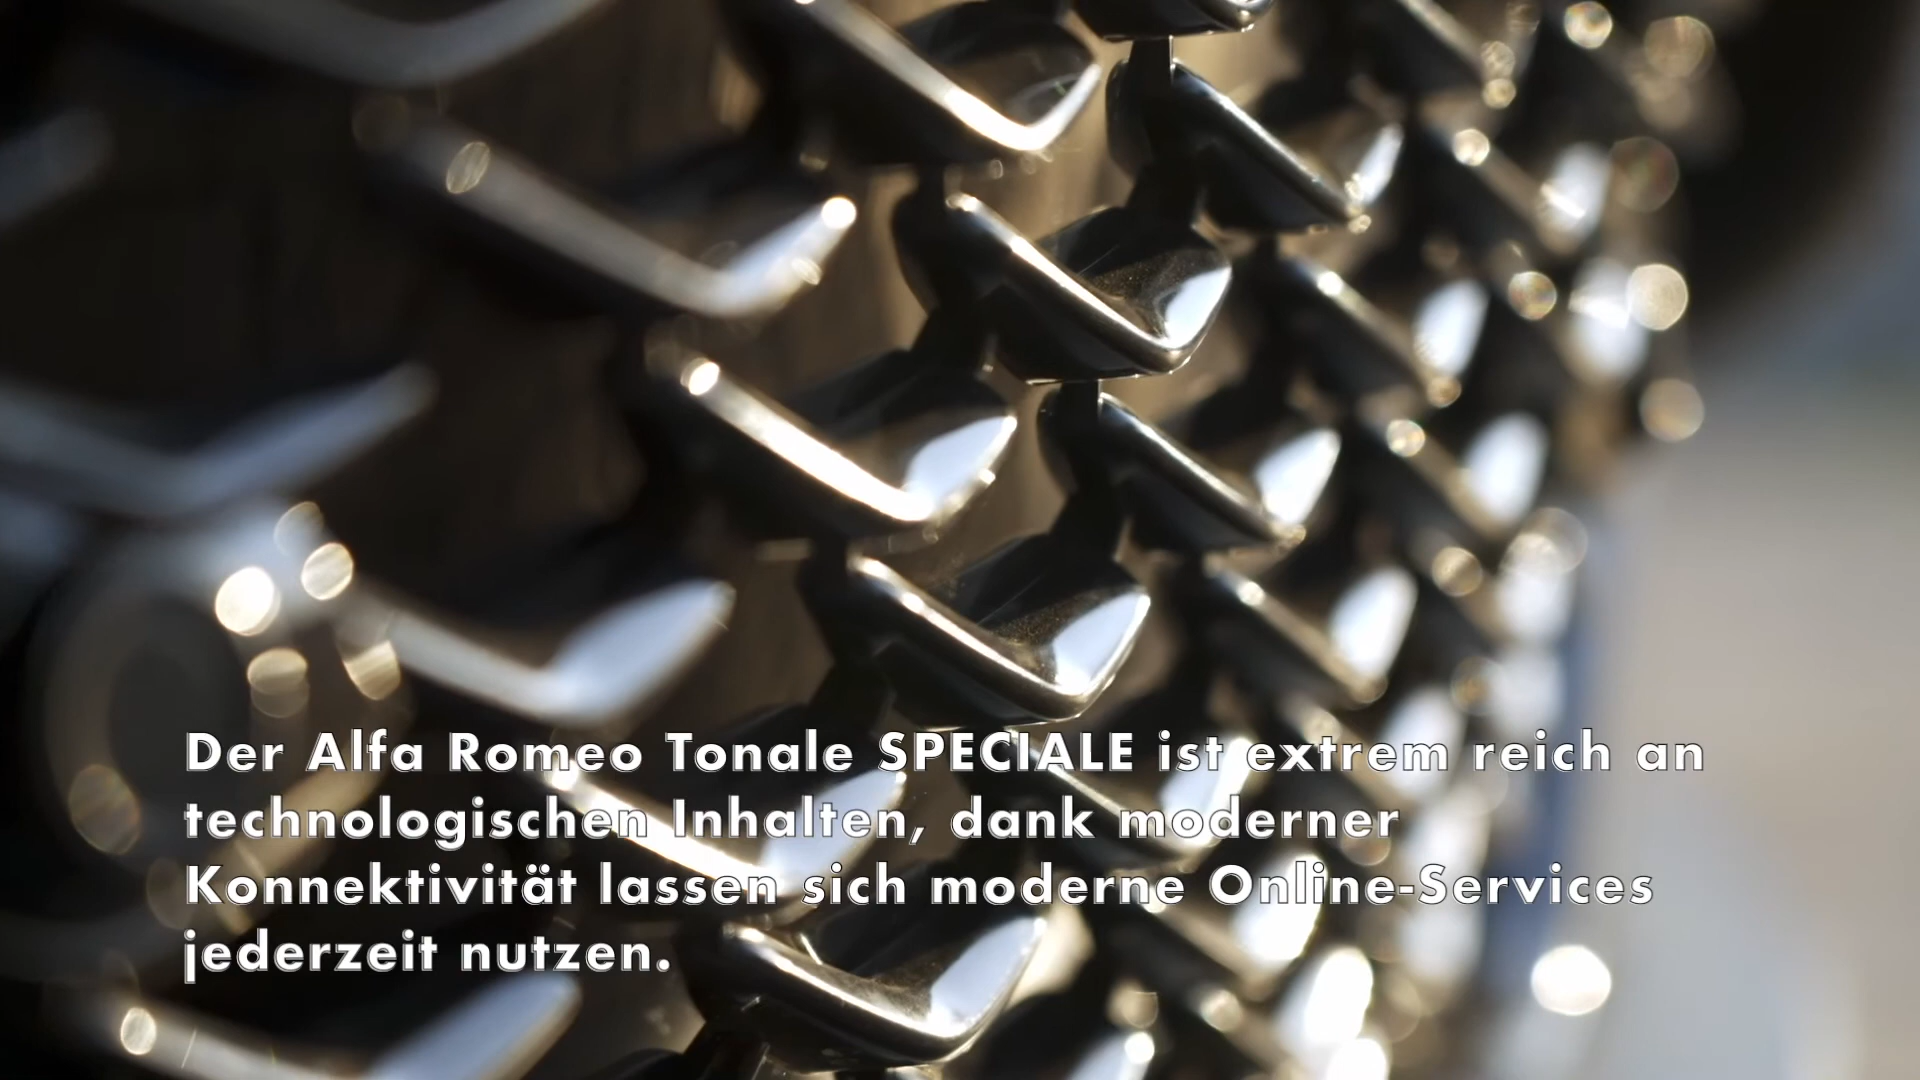 Der Alfa Romeo Tonale SPECIALE ist extrem reich an
technologischen Inhalten, dank moderner
Konnektivität lassen sich moderne Online-Services
jederzeit nutzen.